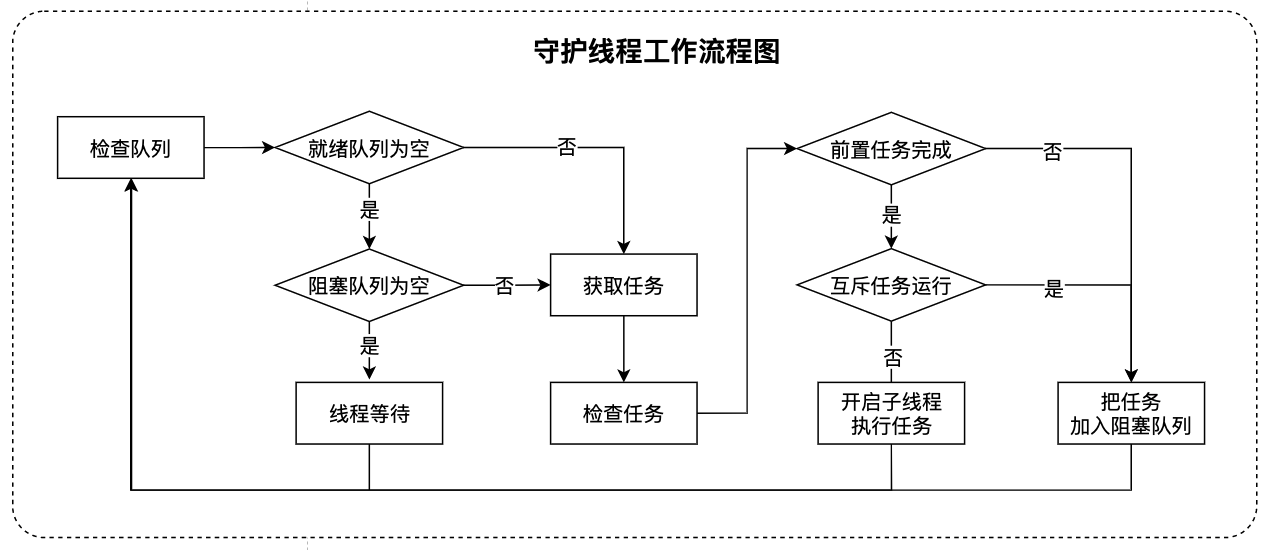 守护线程工作流程图
检查队列
就绪队列为空
否
前置任务完成
否
是
是
阻塞队列为空
否
获取任务
互斥任务运行
是
是
否
线程等待
检查任务
开启子线程
执行任务
把任务
加入阻塞队列